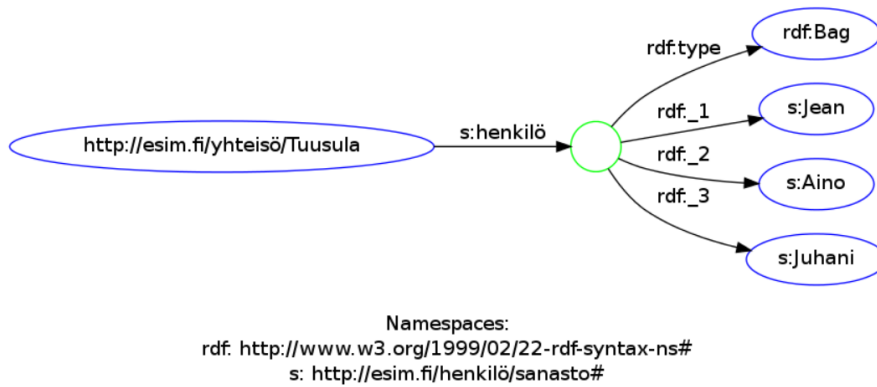 rdf:Bag
rdf:type
s:Jean
rdf:_1
s:henkilö
http://esim.fi/yhteisö/Tuusula
rdf:_2
s:Aino
rdf:_3
s:Juhani
Namespaces:
rdf: http://www.w3.org/1999/02/22-rdf-syntax-ns#
s: http://esim.fi/henkilö/sanasto#